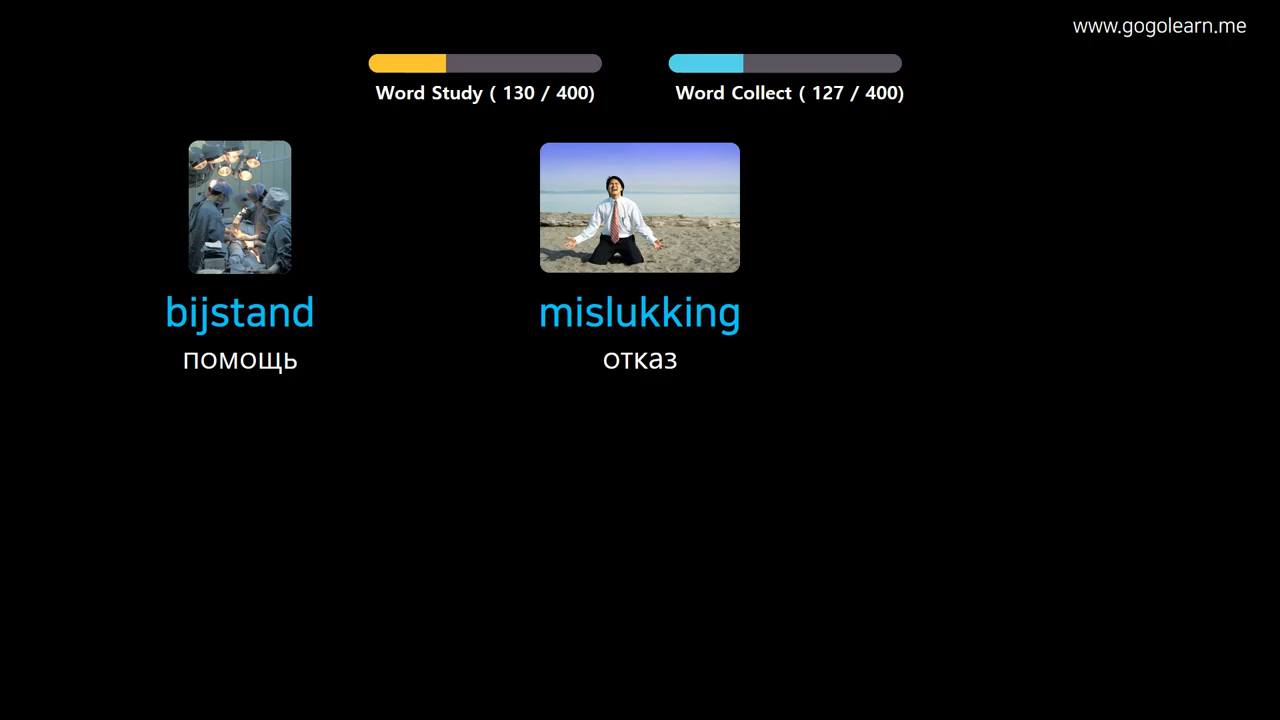 www.gogolearn.me
Word Study ( 130 / 400)
Word Collect ( 127 / 400)
bijstand
помощь
mislukking
отказ